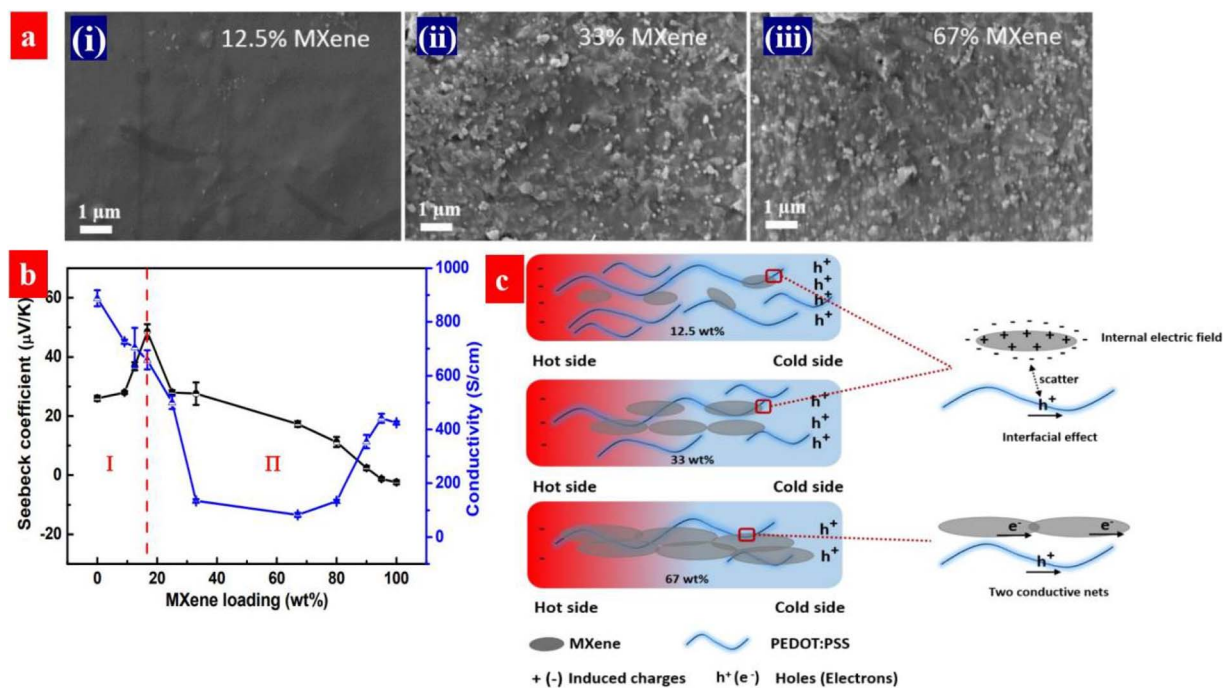 a
(i)
12.5% MXene
1 µm
(ii)
33% MXene
1 µm
(iii)
67% MXene
1 µm
b
Seebeck coefficient (µV/K)
60
40
20
0
-20
I
Π
1000
800
600
400
200
0
Conductivity (S/cm)
0 20 40 60 80 100
MXene loading (wt%)
c
h⁺
h⁺
h⁺
h⁺
12.5 wt%
Hot side Cold side
h⁺
h⁺
h⁺
33 wt%
Hot side Cold side
h⁺
h⁺
67 wt%
Hot side Cold side
Internal electric field
scatter
h⁺
Interfacial effect
e⁻ e⁻
h⁺
Two conductive nets
MXene PEDOT:PSS
+ (-) Induced charges h⁺ (e⁻) Holes (Electrons)